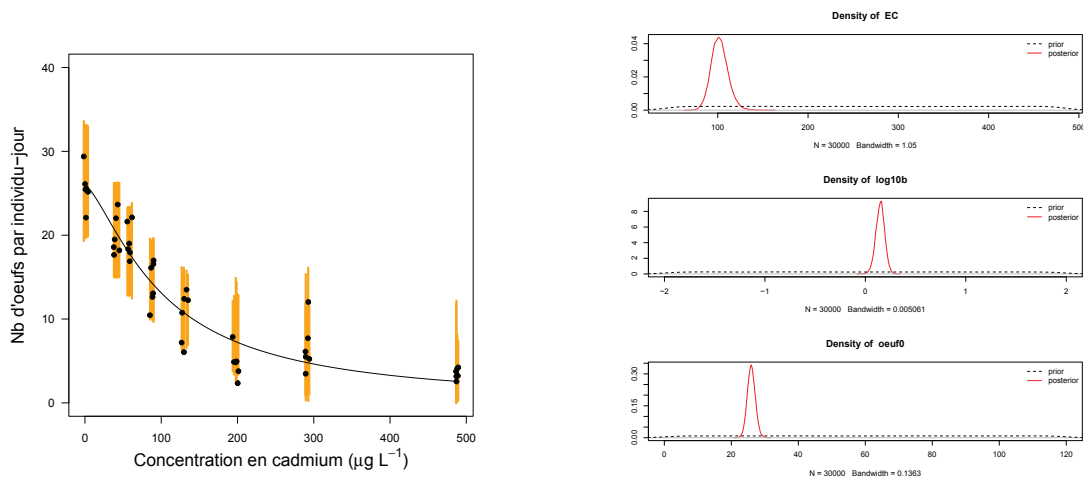 Nb d'oeufs par individu−jour
40
30
20
10
0
0 100 200 300 400 500
Concentration en cadmium (µg L−1)
Density of EC
0.04
0.02
0.00
prior
posterior
100 200 300 400 500
N = 30000 Bandwidth = 1.05
Density of log10b
8
6
4
2
0
prior
posterior
−2 −1 0 1 2
N = 30000 Bandwidth = 0.005061
Density of oeuf0
0.30
0.15
0.00
prior
posterior
0 20 40 60 80 100 120
N = 30000 Bandwidth = 0.1363